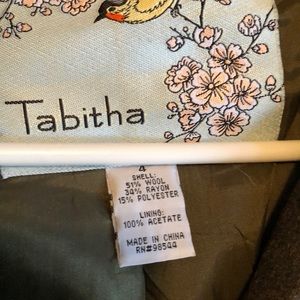 Tabitha
4
SHELL:
51% WOOL
34% RAYON
15% POLYESTER
LINING:
100% ACETATE
MADE IN CHINA
RN#98544